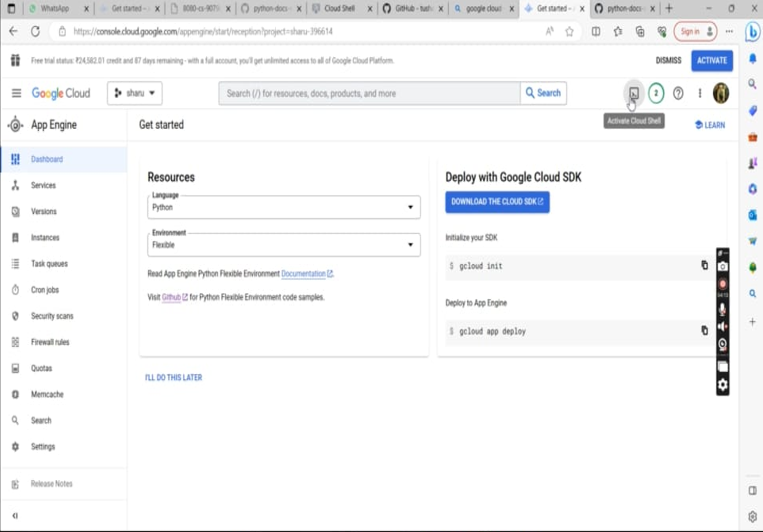 WhatsApp
Get started -
8080-cs-9079
python-docs-
Cloud Shell
GitHub - tush
google cloud
Get started -
python-docs-
https://console.cloud.google.com/appengine/start/reception?project=sharu-396614
Sign in
Free trial status: ₹24,582.01 credit and 87 days remaining - with a full account, you'll get unlimited access to all of Google Cloud Platform.
DISMISS
ACTIVATE
Google Cloud
sharu
Search (/) for resources, docs, products, and more
Search
2
Activate Cloud Shell
App Engine
Get started
LEARN
Dashboard
Services
Versions
Instances
Task queues
Cron jobs
Security scans
Firewall rules
Quotas
Memcache
Search
Settings
Release Notes
Resources
Language
Python
Environment
Flexible
Read App Engine Python Flexible Environment Documentation.
Visit Github for Python Flexible Environment code samples.
I'LL DO THIS LATER
Deploy with Google Cloud SDK
DOWNLOAD THE CLOUD SDK
Initialize your SDK
$ gcloud init
Deploy to App Engine
$ gcloud app deploy